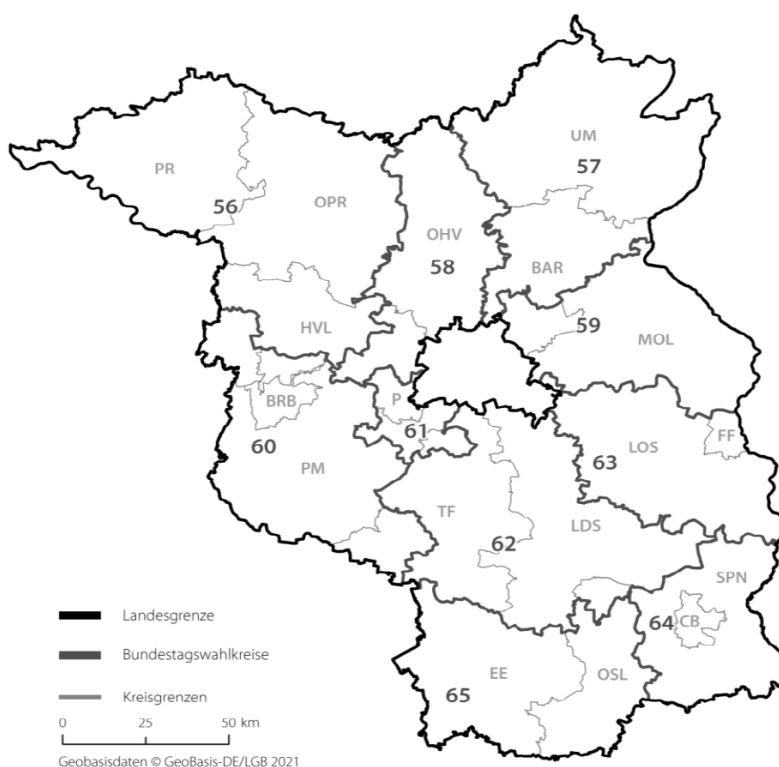 UM
57
PR
OPR
56
OHV
58
BAR
HVL
59
MOL
BRB
P
61
60
FF
LOS
63
PM
TF
LDS
62
SPN
64
CB
EE
OSL
65
Landesgrenze
Bundestagswahlkreise
Kreisgrenzen
0 25 50 km
Geobasisdaten © GeoBasis-DE/LGB 2021